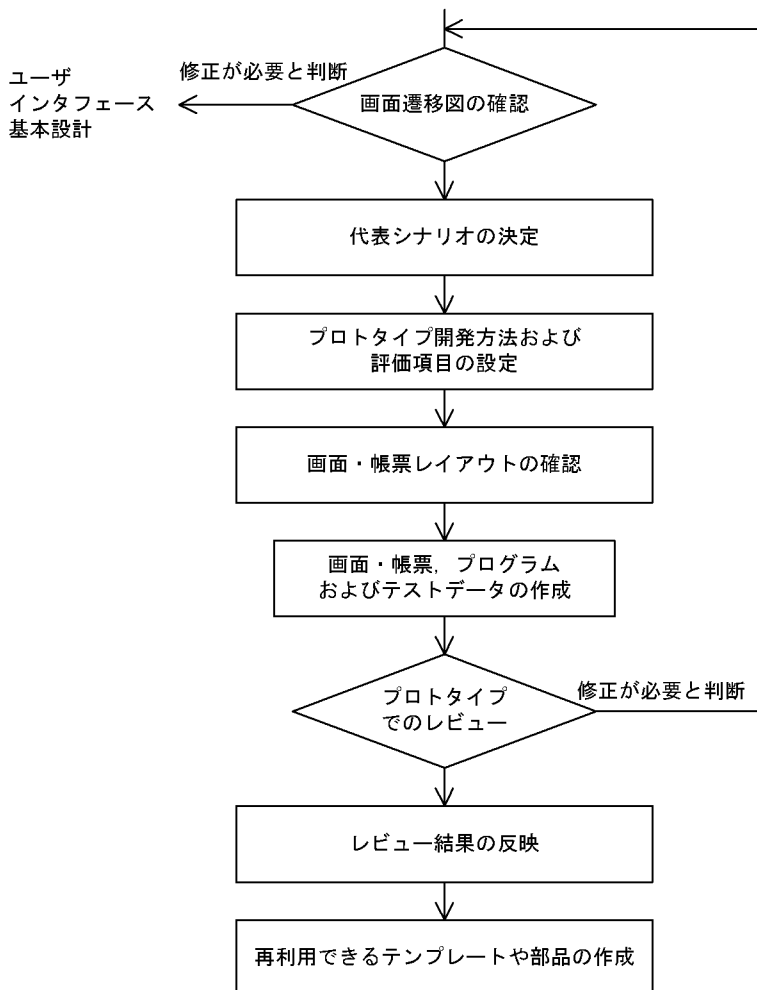 修正が必要と判断
ユーザ
インタフェース
基本設計
画面遷移図の確認
代表シナリオの決定
プロトタイプ開発方法および
評価項目の設定
画面・帳票レイアウトの確認
画面・帳票，プログラム
およびテストデータの作成
プロトタイプ
でのレビュー
修正が必要と判断
レビュー結果の反映
再利用できるテンプレートや部品の作成